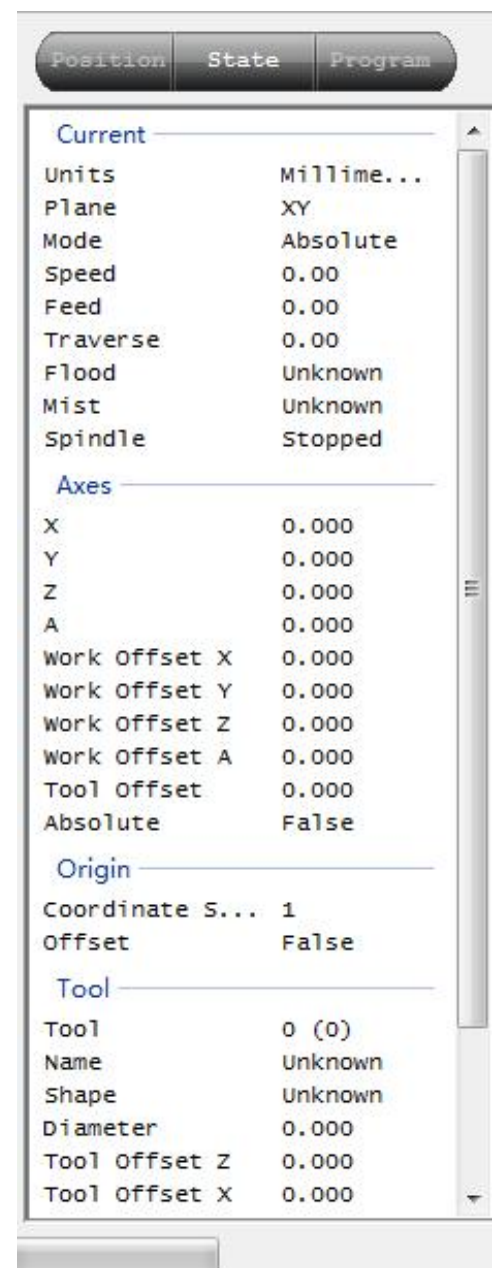 Position State Program
Current
Units Millime...
Plane XY
Mode Absolute
Speed 0.00
Feed 0.00
Traverse 0.00
Flood Unknown
Mist Unknown
Spindle Stopped
Axes
X 0.000
Y 0.000
Z 0.000
A 0.000
Work Offset X 0.000
Work Offset Y 0.000
Work Offset Z 0.000
Work Offset A 0.000
Tool Offset 0.000
Absolute False
Origin
Coordinate S... 1
Offset False
Tool
Tool 0 (0)
Name Unknown
Shape Unknown
Diameter 0.000
Tool Offset Z 0.000
Tool Offset X 0.000